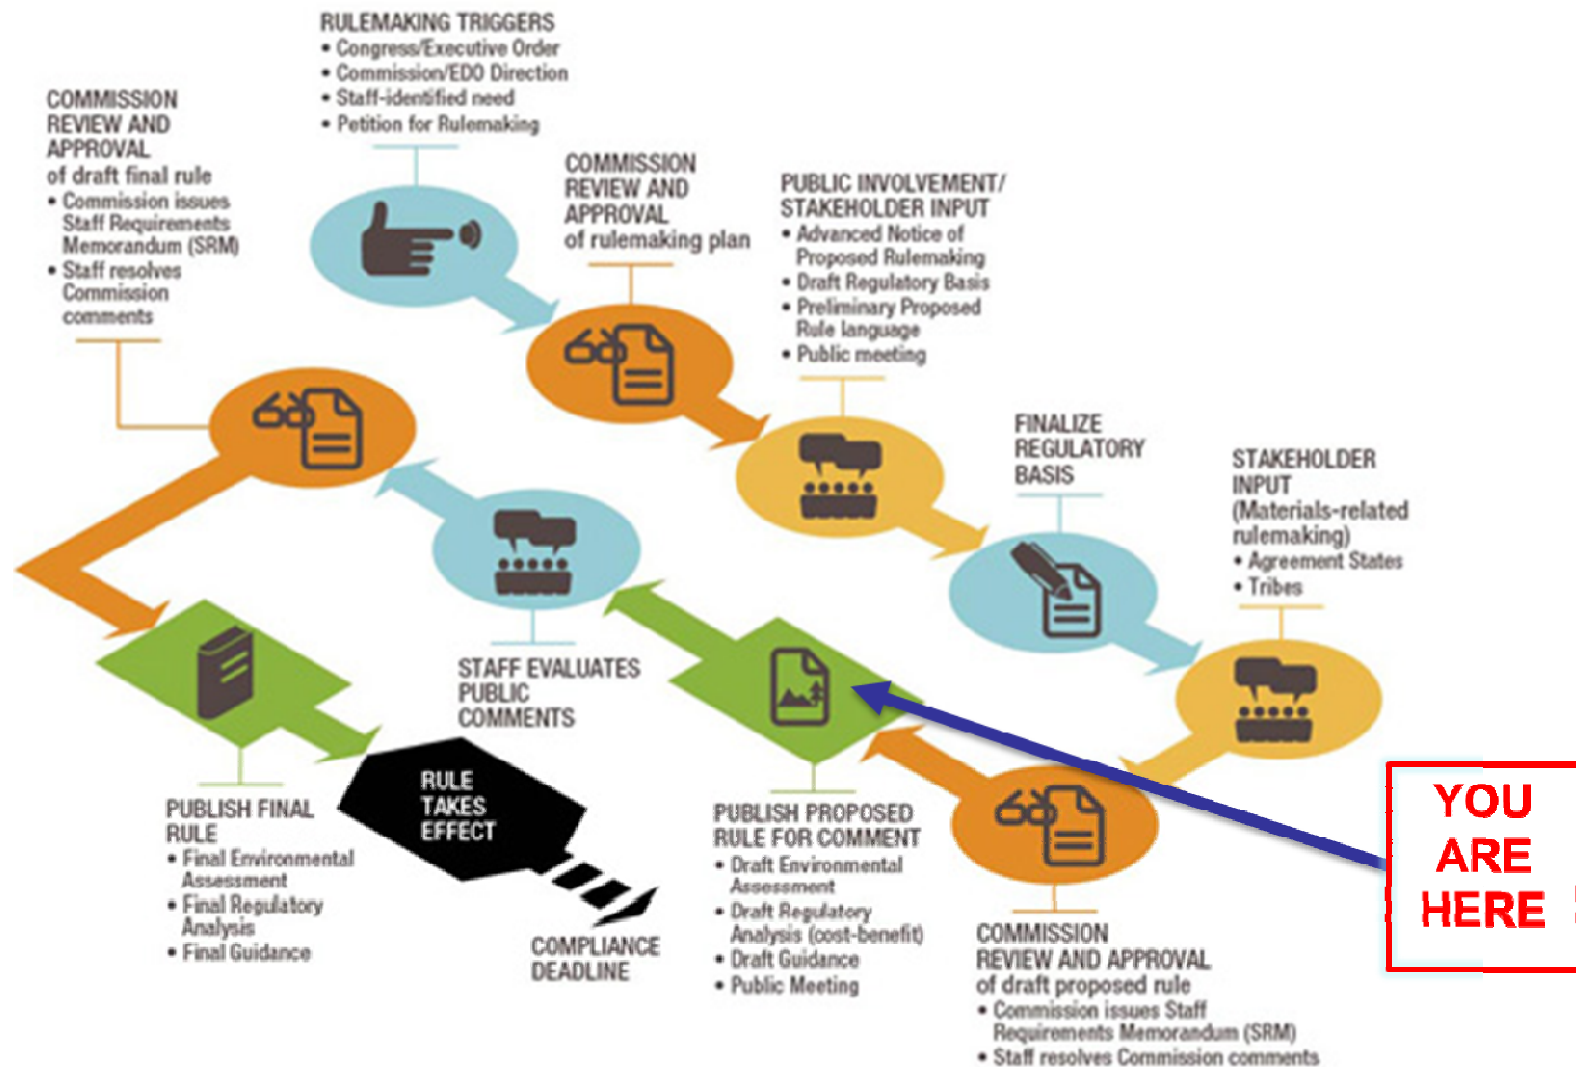 RULEMAKING TRIGGERS
• Congress/Executive Order
• Commission/EDO Direction
• Staff-identified need
• Petition for Rulemaking
COMMISSION
REVIEW AND
APPROVAL
of rulemaking plan
PUBLIC INVOLVEMENT/
STAKEHOLDER INPUT
• Advanced Notice of
Proposed Rulemaking
• Draft Regulatory Basis
• Preliminary Proposed
Rule language
• Public meeting
FINALIZE
REGULATORY
BASIS
STAKEHOLDER
INPUT
(Materials-related
rulemaking)
• Agreement States
• Tribes
COMMISSION
REVIEW AND APPROVAL
of draft proposed rule
• Commission issues Staff
Requirements Memorandum (SRM)
• Staff resolves Commission comments
PUBLISH PROPOSED
RULE FOR COMMENT
• Draft Environmental
Assessment
• Draft Regulatory
Analysis (cost-benefit)
• Draft Guidance
• Public Meeting
YOU
ARE
HERE
STAFF EVALUATES
PUBLIC
COMMENTS
COMMISSION
REVIEW AND
APPROVAL
of draft final rule
• Commission issues
Staff Requirements
Memorandum (SRM)
• Staff resolves
Commission
comments
PUBLISH FINAL
RULE
• Final Environmental
Assessment
• Final Regulatory
Analysis
• Final Guidance
RULE
TAKES
EFFECT
COMPLIANCE
DEADLINE